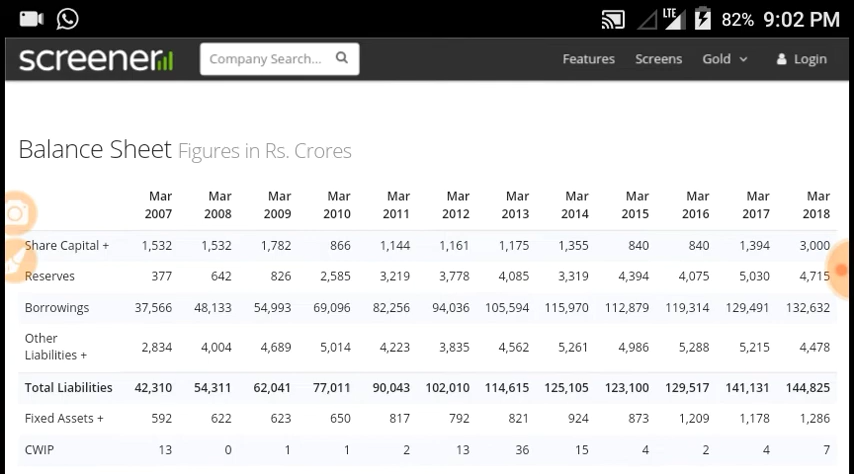 LTE 82% 9:02 PM
screener Company Search... Features Screens Gold Login
Balance Sheet Figures in Rs. Crores
Mar Mar Mar Mar Mar Mar Mar Mar Mar Mar Mar Mar
2007 2008 2009 2010 2011 2012 2013 2014 2015 2016 2017 2018
Share Capital + 1,532 1,532 1,782 866 1,144 1,161 1,175 1,355 840 840 1,394 3,000
Reserves 377 642 826 2,585 3,219 3,778 4,085 3,319 4,394 4,075 5,030 4,715
Borrowings 37,566 48,133 54,993 69,096 82,256 94,036 105,594 115,970 112,879 119,314 129,491 132,632
Other
Liabilities + 2,834 4,004 4,689 5,014 4,223 3,835 4,562 5,261 4,986 5,288 5,215 4,478
Total Liabilities 42,310 54,311 62,041 77,011 90,043 102,010 114,615 125,105 123,100 129,517 141,131 144,825
Fixed Assets + 592 622 623 650 817 792 821 924 873 1,209 1,178 1,286
CWIP 13 0 1 1 2 13 36 15 4 2 4 7